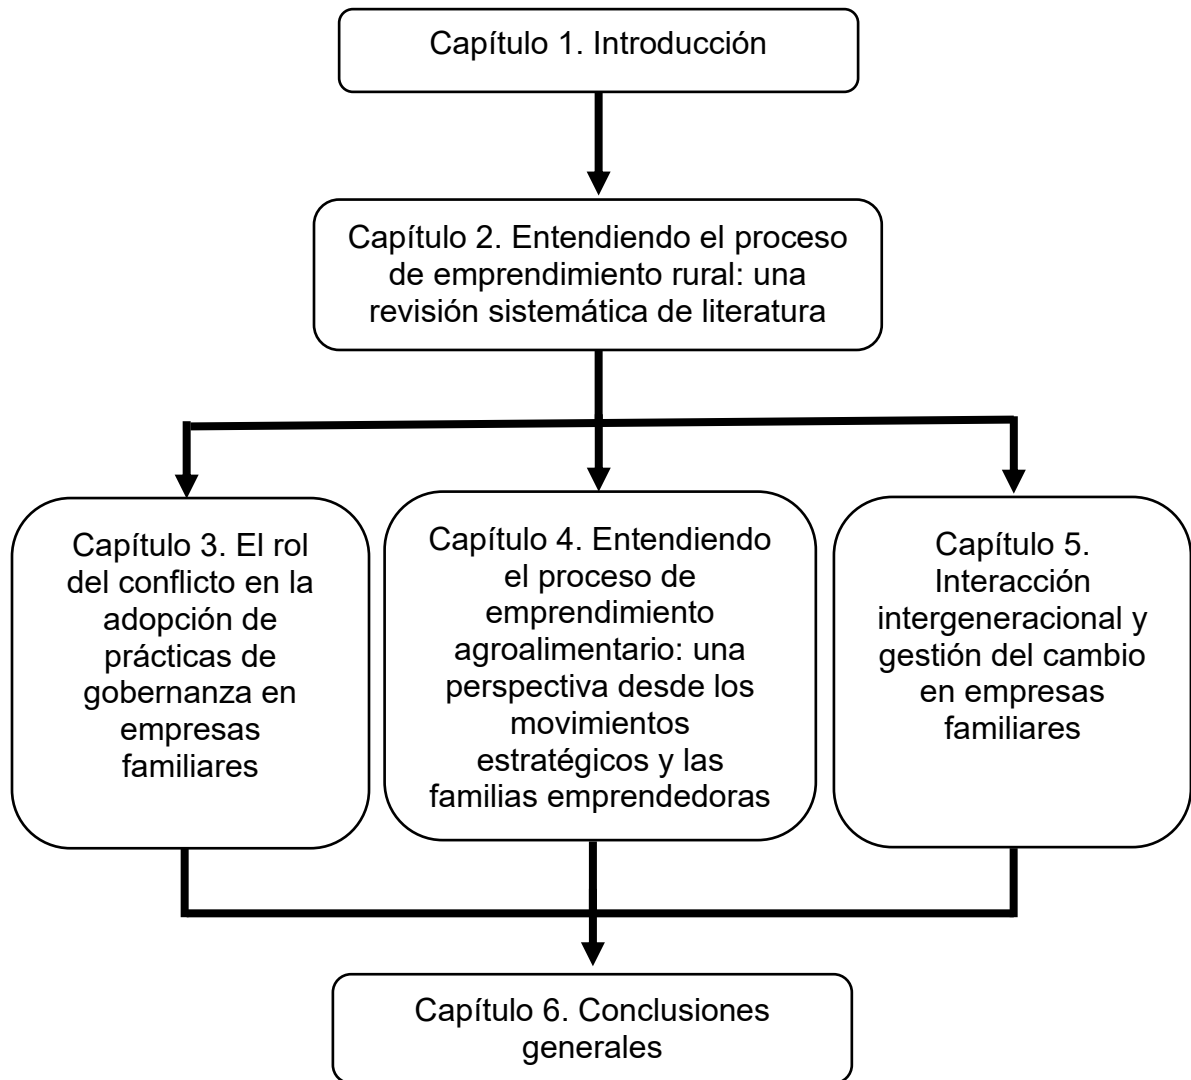 Capítulo 1. Introducción
Capítulo 2. Entendiendo el proceso
de emprendimiento rural: una
revisión sistemática de literatura
Capítulo 3. El rol
del conflicto en la
adopción de
prácticas de
gobernanza en
empresas
familiares
Capítulo 4. Entendiendo
el proceso de
emprendimiento
agroalimentario: una
perspectiva desde los
movimientos
estratégicos y las
familias emprendedoras
Capítulo 5.
Interacción
intergeneracional y
gestión del cambio
en empresas
familiares
Capítulo 6. Conclusiones
generales